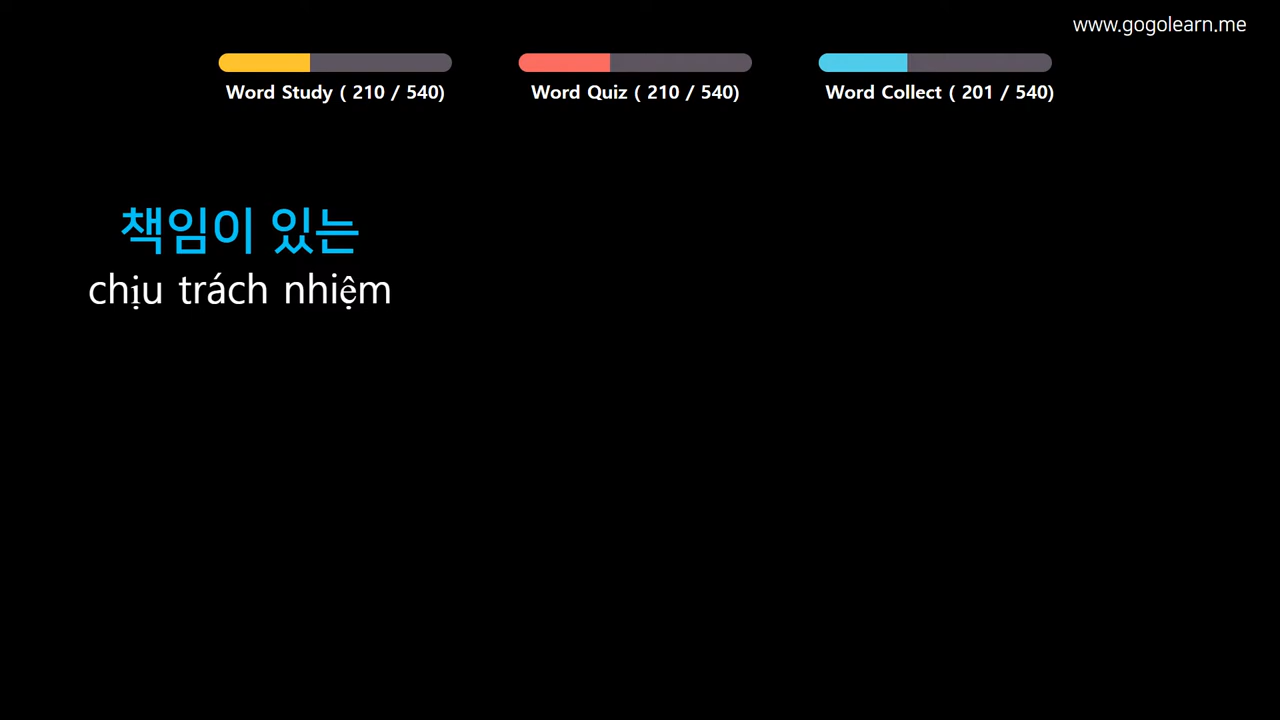 www.gogolearn.me
Word Study ( 210 / 540)
Word Quiz ( 210 / 540)
Word Collect ( 201 / 540)
책임이 있는
chịu trách nhiệm